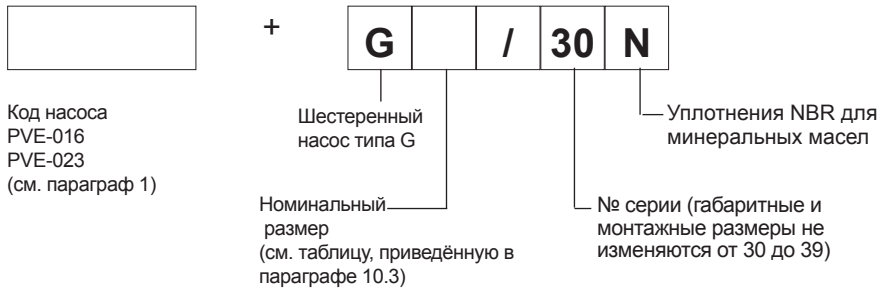 +
G / 30 N
Код насоса
PVE-016
PVE-023
(см. параграф 1)
Шестеренный
насос типа G
Уплотнения NBR для
минеральных масел
Номинальный
размер
(см. таблицу, приведённую в
параграфе 10.3)
№ серии (габаритные и
монтажные размеры не
изменяются от 30 до 39)